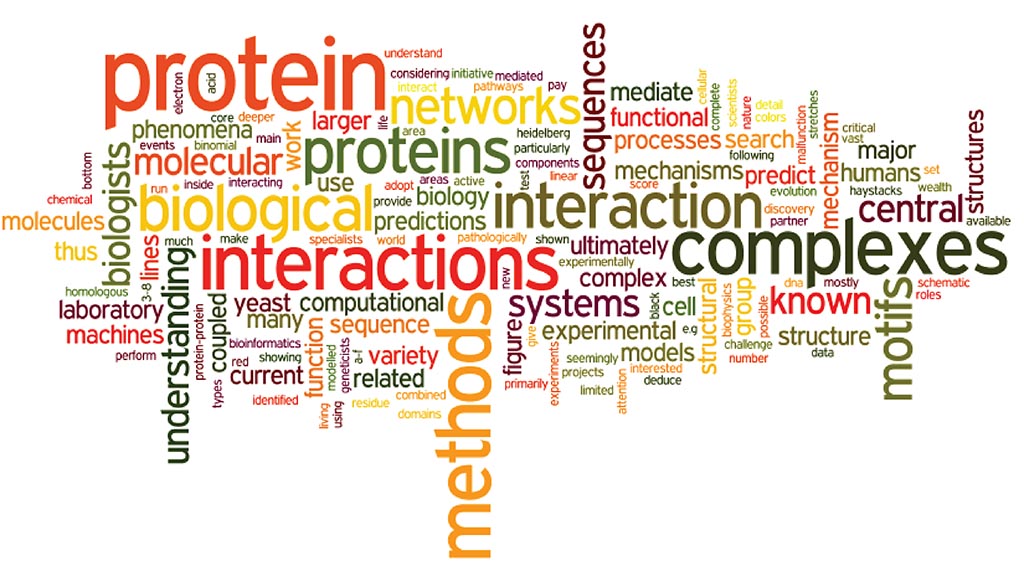 protein
understand
sequences
electron
acid
considering
initiative
mediated
interact
pathways
pay
mediate
cellular
complete
scientists
nature
detail
colors
stretches
networks
functional
core
deeper
larger
life
phenomena
events
binomial
main
work
area
proteins
heidelberg
particularly
processes
search
malfunction
mechanism
critical
vast
major
structures
bottom
biologists
molecular
components
linear
test
following
mechanisms
score
predict
humans
set
run
inside
interacting
use
adopt
areas
active
evolution
haystacks
wealth
chemical
molecules
biological
provide
biology
predictions
interaction
discovery
partner
central
available
thus
lines
much
make
specialists
world
pathologically
shown
ultimately
complexes
understanding
interactions
new
experimentally
complex
best
dna
mostly
schematic
roles
homologous
3-8
laboratory
coupled
yeast
computational
methods
systems
black
cell
structural
biophysics
group
possible
known
motifs
machines
protein-protein
many
function
sequence
figure
give
experimental
e.g
challenge
structure
perform
bioinformatics
red
showing
modelled
geneticists
a-f
variety
experiments
seemingly
models
number
data
types
current
related
projects
interested
identified
living
using
residue
combined
domains
primarily
limited
attention
deduce